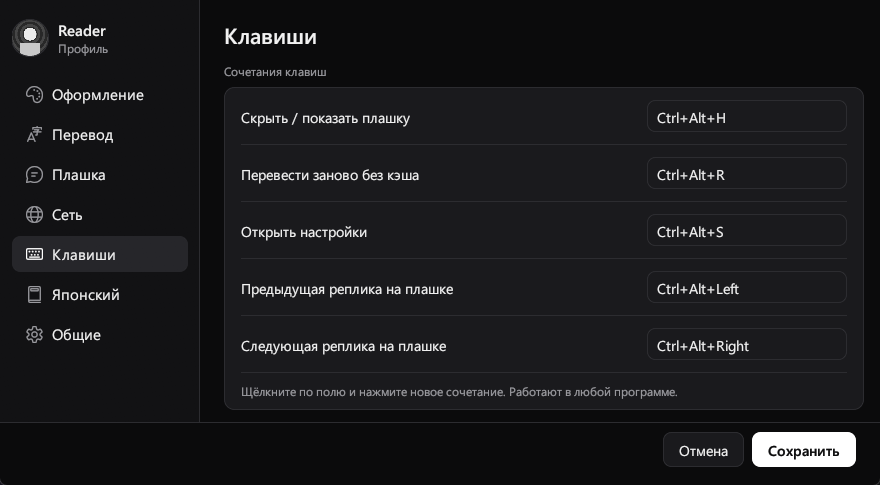 Reader
Профиль
Оформление
Перевод
Плашка
Сеть
Клавиши
Японский
Общие
Клавиши
Сочетания клавиш
Скрыть / показать плашку
Ctrl+Alt+H
Перевести заново без кэша
Ctrl+Alt+R
Открыть настройки
Ctrl+Alt+S
Предыдущая реплика на плашке
Ctrl+Alt+Left
Следующая реплика на плашке
Ctrl+Alt+Right
Щёлкните по полю и нажмите новое сочетание. Работают в любой программе.
Отмена
Сохранить